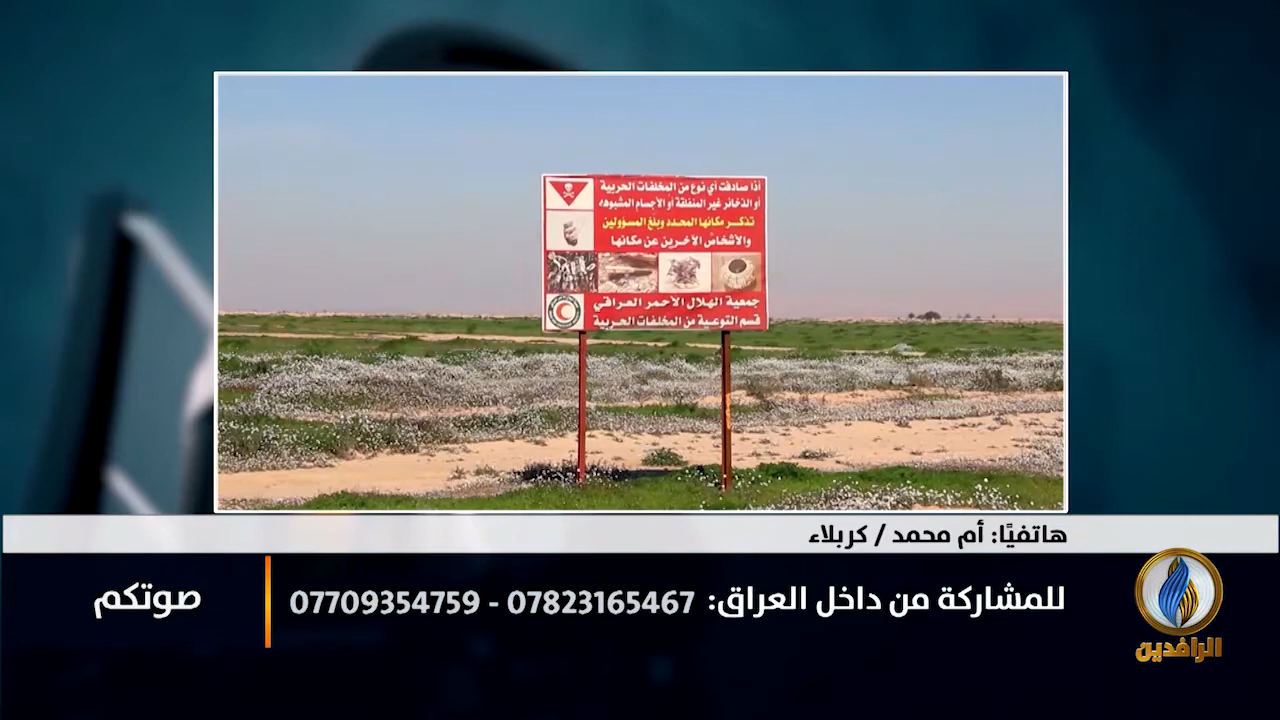 أذا صادفت أي نوع من المخلفات الحربية
أو الذخائر غير المنفلقة أو الأجسام المشبوهة
تذكر مكانها المحدد وبلغ المسؤولين
والأشخاص الآخرين عن مكانها
جمعية الهلال الأحمر العراقي
قسم التوعية من المخلفات الحربية
هاتفيًا: أم محمد / كربلاء
للمشاركة من داخل العراق: 07823165467 - 07709354759
صوتكم
الرافدين